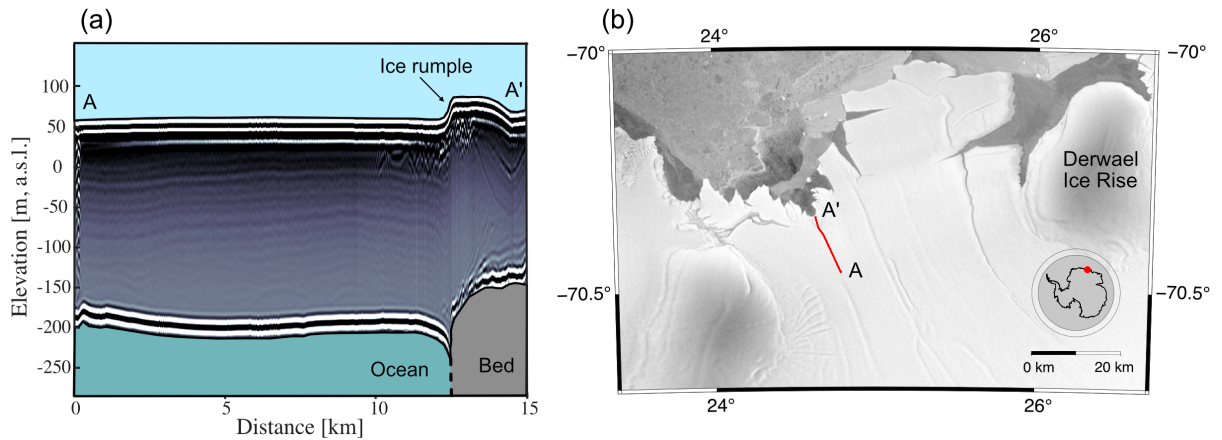 (a)
Ice rumple
A
A'
100
50
0
-50
-100
-150
-200
-250
Elevation [m, a.s.l.]
Ocean
Bed
0
5
10
15
Distance [km]
(b)
24°
26°
−70°
−70°
Derwael
Ice Rise
A'
A
−70.5°
−70.5°
0 km
20 km
24°
26°